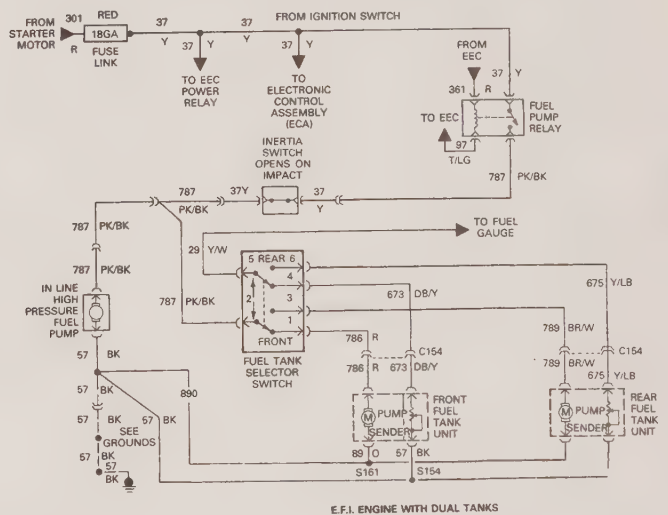 FROM IGNITION SWITCH
301
RED
FROM
STARTER
MOTOR
R
18GA
FUSE
LINK
37
Y
37
Y
TO EEC
POWER
RELAY
37
Y
37
Y
TO
ELECTRONIC
CONTROL
ASSEMBLY
(ECA)
FROM
EEC
37
Y
361
R
TO EEC
97
T/LG
FUEL
PUMP
RELAY
787
PK/BK
INERTIA
SWITCH
OPENS ON
IMPACT
787
PK/BK
37Y
37
Y
787
PK/BK
787
PK/BK
29
Y/W
TO FUEL
GAUGE
5 REAR 6
4
2
3
1
FRONT
FUEL TANK
SELECTOR
SWITCH
787
PK/BK
IN LINE
HIGH
PRESSURE
FUEL
PUMP
675
Y/LB
673
DB/Y
789
BR/W
786
R
C154
786
R
673
DB/Y
789
BR/W
C154
675
Y/LB
57
BK
890
57
BK
57
BK
SEE
GROUNDS
57
BK
57
BK
M
PUMP
SENDER
FRONT
FUEL
TANK
UNIT
M
PUMP
SENDER
REAR
FUEL
TANK
UNIT
89
O
57
BK
S161
S154
E.F.I. ENGINE WITH DUAL TANKS